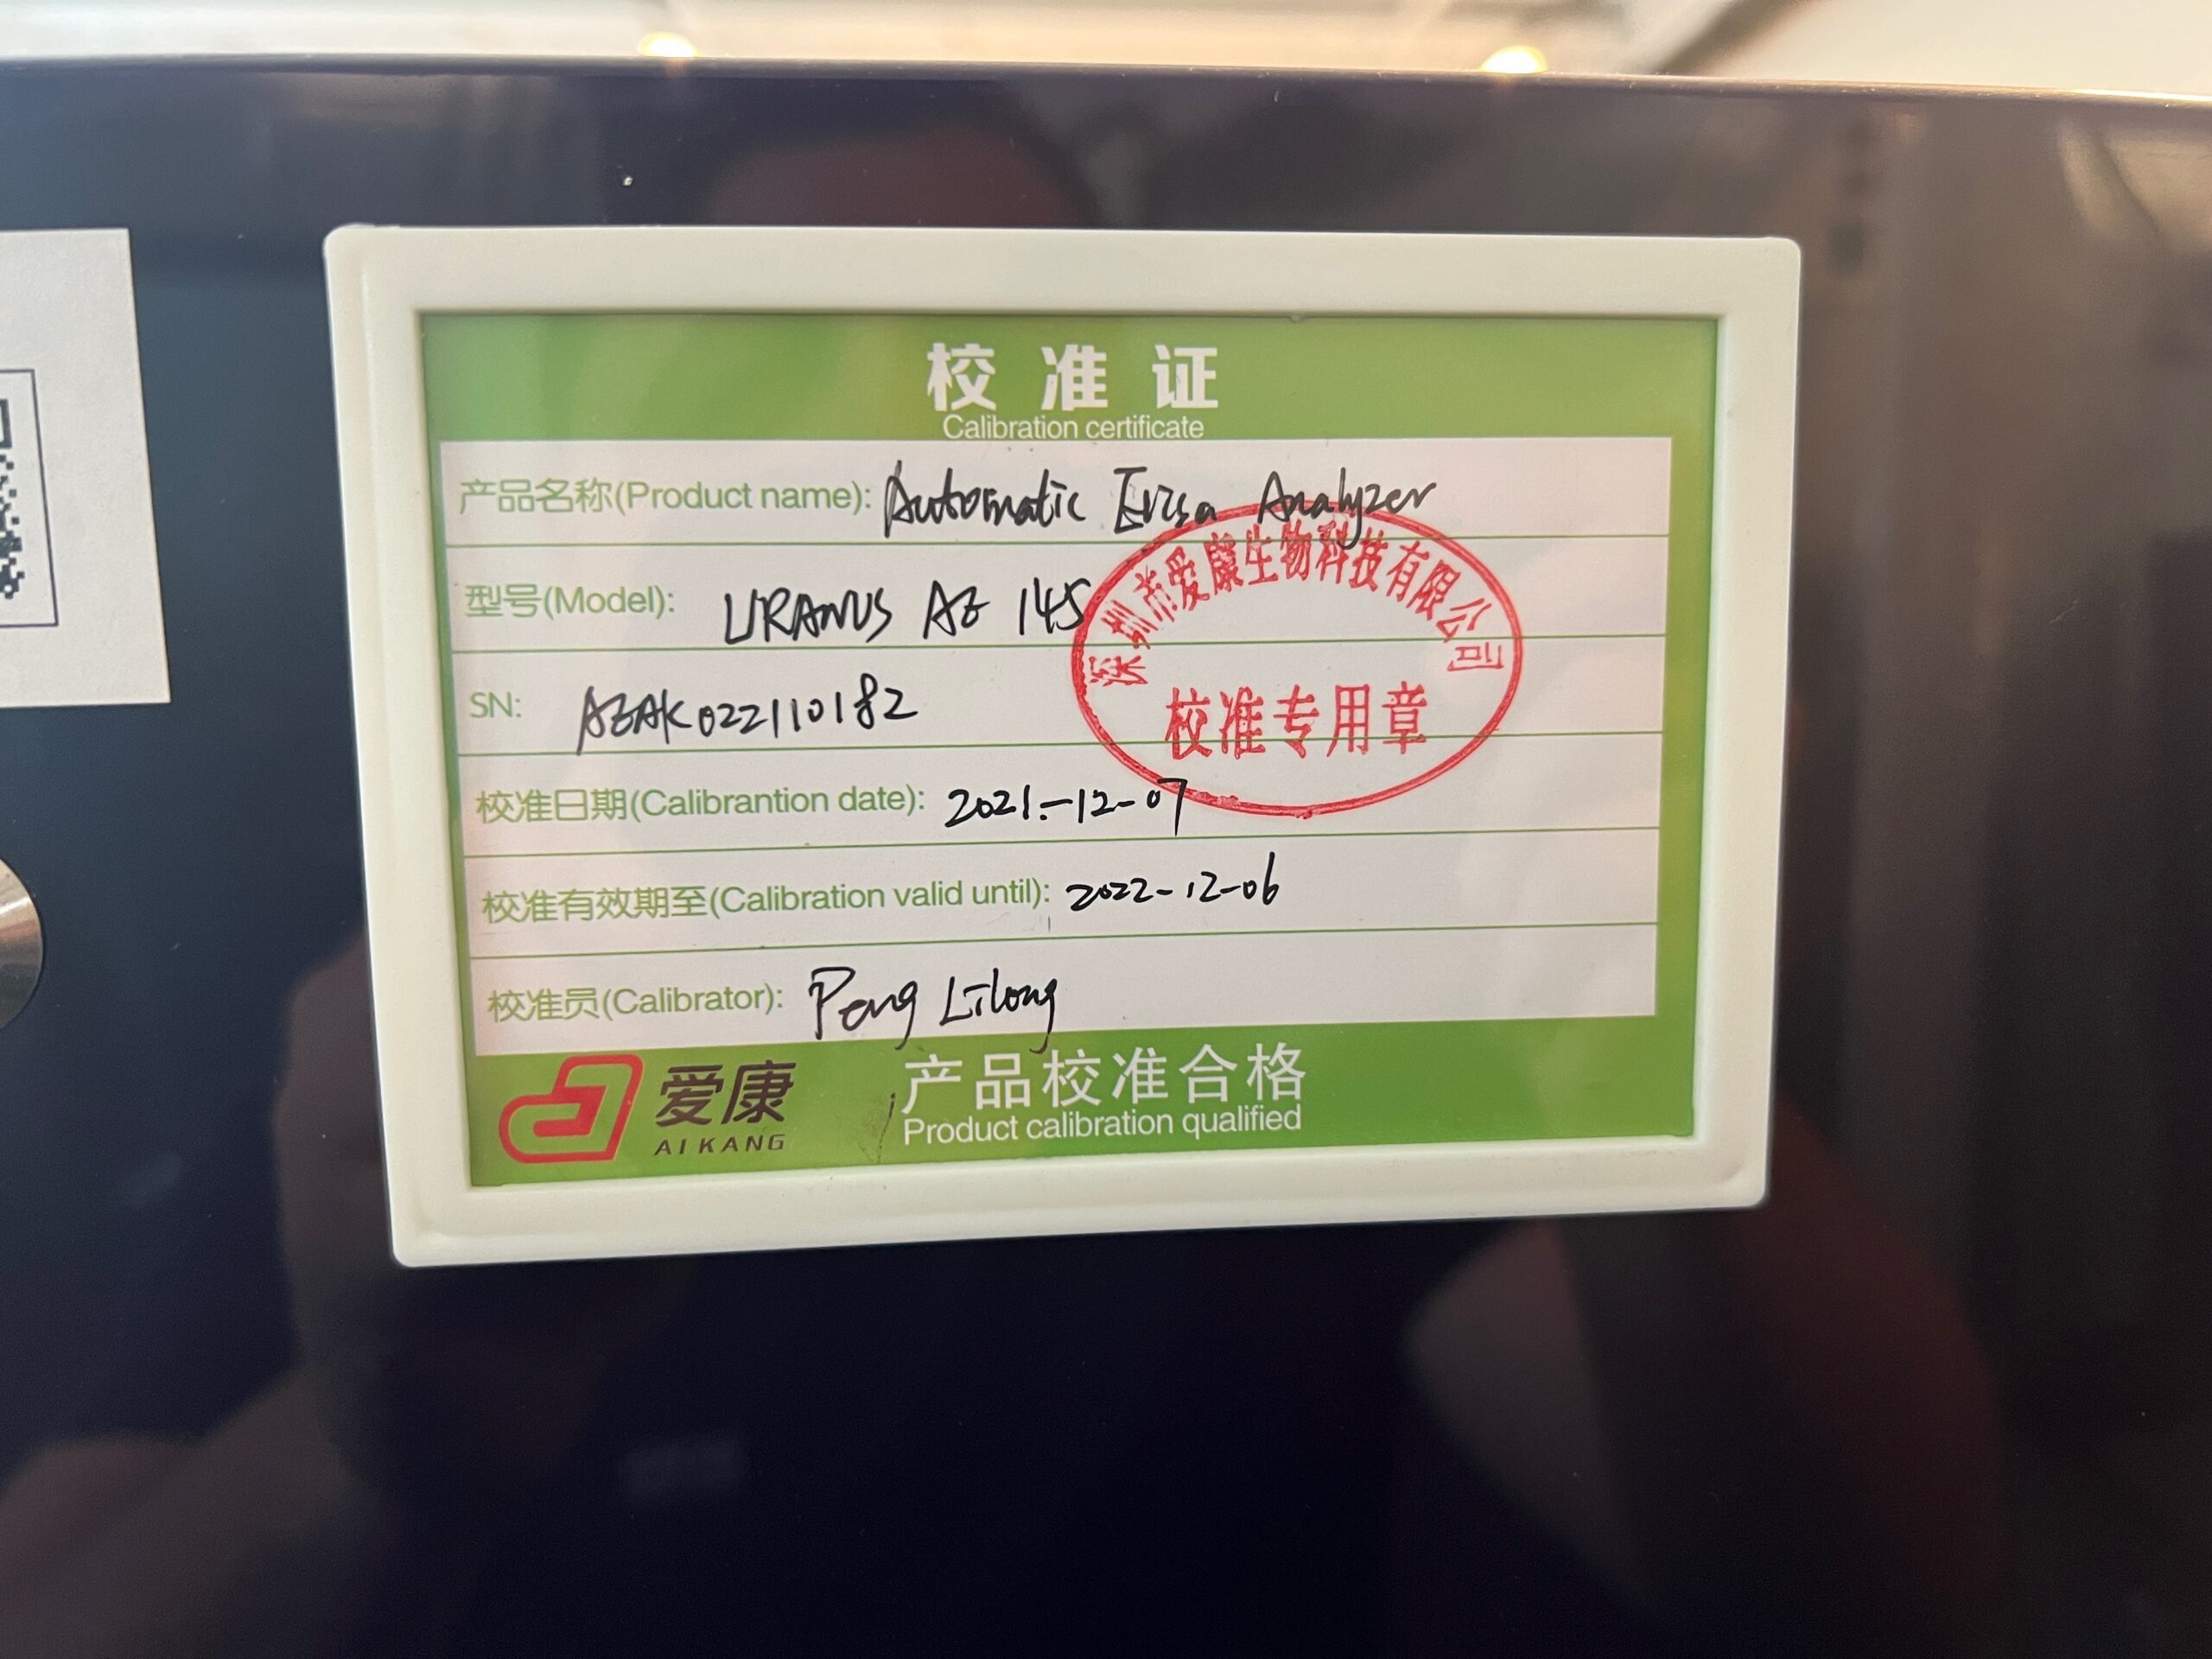 校准证
Calibration certificate
产品名称(Product name): Automatic Elisa Analyzer
型号(Model): URANUS AE 145
SN: AEAK022110182
校准日期(Calibrantion date): 2021.-12-07
校准有效期至(Calibration valid until): 2022-12-06
校准员(Calibrator): Peng Lilong
深圳市爱康生物科技有限公司
校准专用章
爱康
AI KANG
产品校准合格
Product calibration qualified